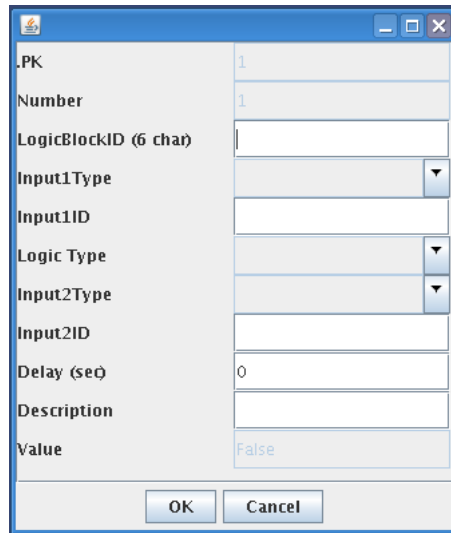 .PK 1
Number 1
LogicBlockID (6 char)
Input1Type
Input1ID
Logic Type
Input2Type
Input2ID
Delay (sec) 0
Description
Value False
OK Cancel